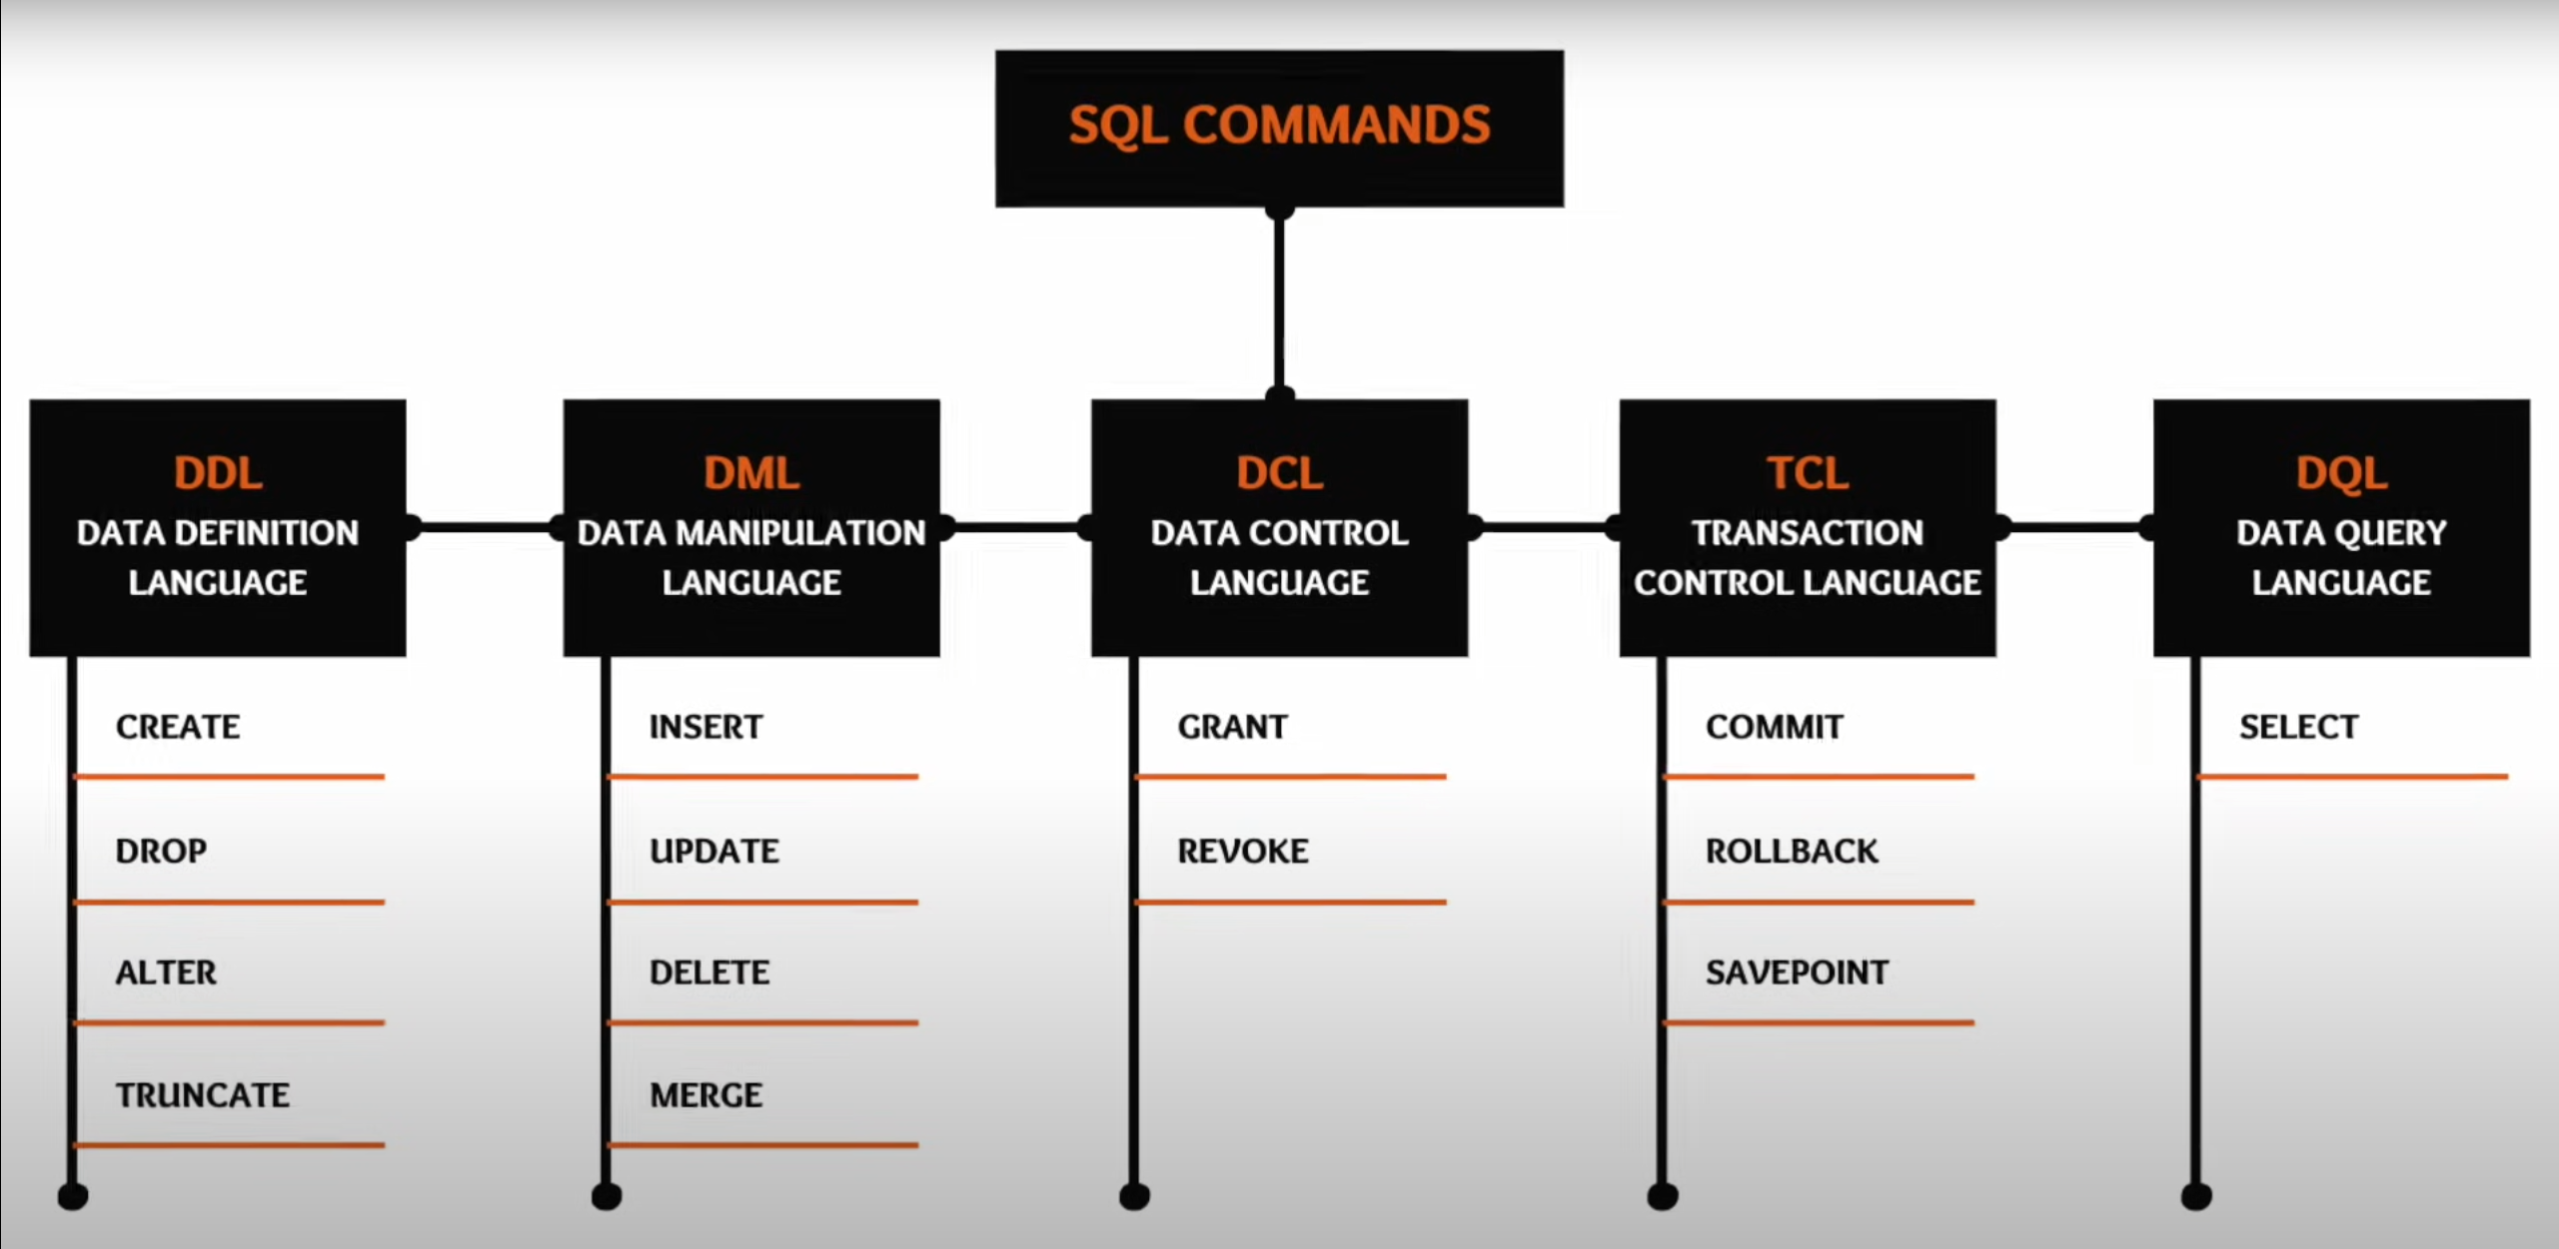 SQL COMMANDS
DDL
DATA DEFINITION
LANGUAGE
CREATE
DROP
ALTER
TRUNCATE
DML
DATA MANIPULATION
LANGUAGE
INSERT
UPDATE
DELETE
MERGE
DCL
DATA CONTROL
LANGUAGE
GRANT
REVOKE
TCL
TRANSACTION
CONTROL LANGUAGE
COMMIT
ROLLBACK
SAVEPOINT
DQL
DATA QUERY
LANGUAGE
SELECT